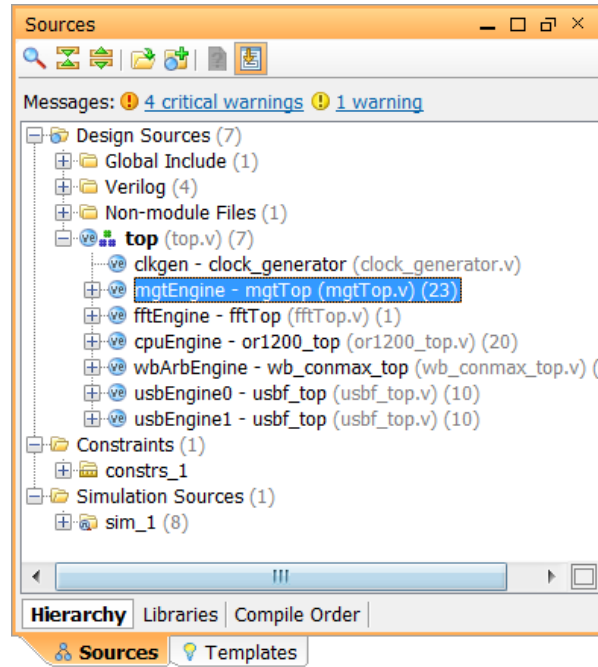 Sources
Messages: 4 critical warnings 1 warning
Design Sources (7)
Global Include (1)
Verilog (4)
Non-module Files (1)
top (top.v) (7)
clkgen - clock_generator (clock_generator.v)
mgtEngine - mgtTop (mgtTop.v) (23)
fftEngine - fftTop (fftTop.v) (1)
cpuEngine - or1200_top (or1200_top.v) (20)
wbArbEngine - wb_conmax_top (wb_conmax_top.v) (
usbEngine0 - usbf_top (usbf_top.v) (10)
usbEngine1 - usbf_top (usbf_top.v) (10)
Constraints (1)
constrs_1
Simulation Sources (1)
sim_1 (8)
Hierarchy Libraries Compile Order
Sources Templates